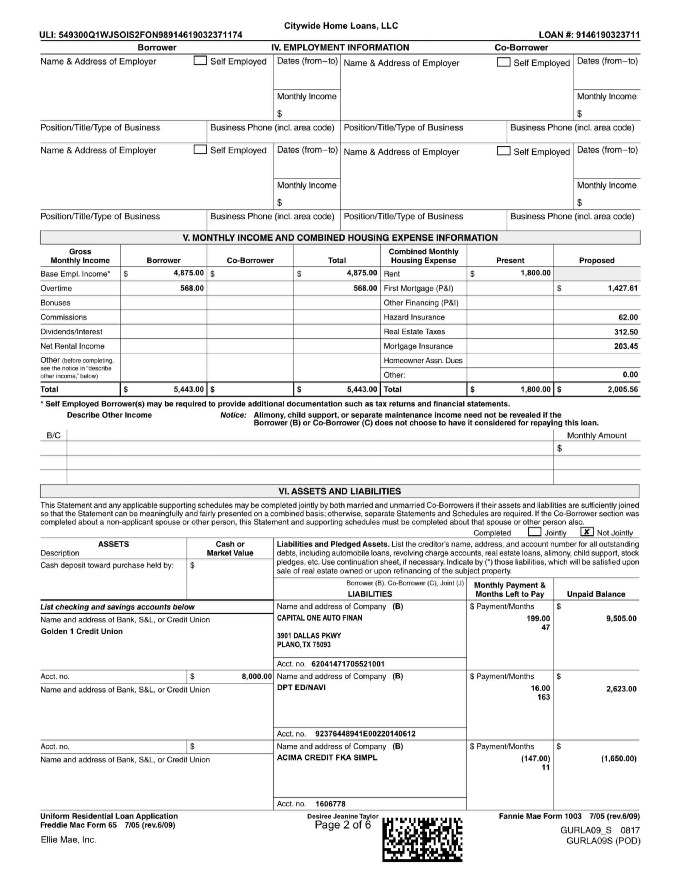 Citywide Home Loans, LLC
ULI: 549300Q1WJSOIS2FON98914619032371174 LOAN #: 9146190323711
Borrower IV. EMPLOYMENT INFORMATION Co-Borrower
Name & Address of Employer Self Employed Dates (from–to) Name & Address of Employer Self Employed Dates (from–to)
Monthly Income Monthly Income
$ $
Position/Title/Type of Business Business Phone (incl. area code) Position/Title/Type of Business Business Phone (incl. area code)
Name & Address of Employer Self Employed Dates (from–to) Name & Address of Employer Self Employed Dates (from–to)
Monthly Income Monthly Income
$ $
Position/Title/Type of Business Business Phone (incl. area code) Position/Title/Type of Business Business Phone (incl. area code)
V. MONTHLY INCOME AND COMBINED HOUSING EXPENSE INFORMATION
Gross Combined Monthly
Monthly Income Borrower Co-Borrower Total Housing Expense Present Proposed
Base Empl. Income* $ 4,875.00 $ $ 4,875.00 Rent $ 1,800.00
Overtime 568.00 568.00 First Mortgage (P&I) $ 1,427.61
Bonuses Other Financing (P&I)
Commissions Hazard Insurance 62.00
Dividends/Interest Real Estate Taxes 312.50
Net Rental Income Mortgage Insurance 203.45
Other (before completing, Homeowner Assn. Dues
see the notice in "describe
other income," below) Other: 0.00
Total $ 5,443.00 $ $ 5,443.00 Total $ 1,800.00 $ 2,005.56
* Self Employed Borrower(s) may be required to provide additional documentation such as tax returns and financial statements.
Describe Other Income Notice: Alimony, child support, or separate maintenance income need not be revealed if the
Borrower (B) or Co-Borrower (C) does not choose to have it considered for repaying this loan.
B/C Monthly Amount
$
VI. ASSETS AND LIABILITIES
This Statement and any applicable supporting schedules may be completed jointly by both married and unmarried Co-Borrowers if their assets and liabilities are sufficiently joined
so that the Statement can be meaningfully and fairly presented on a combined basis; otherwise, separate Statements and Schedules are required. If the Co-Borrower section was
completed about a non-applicant spouse or other person, this Statement and supporting schedules must be completed about that spouse or other person also.
Completed Jointly X Not Jointly
ASSETS Cash or Liabilities and Pledged Assets. List the creditor's name, address, and account number for all outstanding
Description Market Value debts, including automobile loans, revolving charge accounts, real estate loans, alimony, child support, stock
Cash deposit toward purchase held by: $ pledges, etc. Use continuation sheet, if necessary. Indicate by (*) those liabilities, which will be satisfied upon
sale of real estate owned or upon refinancing of the subject property.
Borrower (B), Co-Borrower (C), Joint (J) Monthly Payment &
LIABILITIES Months Left to Pay Unpaid Balance
List checking and savings accounts below Name and address of Company (B) $ Payment/Months $
Name and address of Bank, S&L, or Credit Union CAPITAL ONE AUTO FINAN 199.00 9,505.00
Golden 1 Credit Union 47
3901 DALLAS PKWY
PLANO,TX 75093
Acct. no. 62041471705521001
Acct. no. $ 8,000.00 Name and address of Company (B) $ Payment/Months $
Name and address of Bank, S&L, or Credit Union DPT ED/NAVI 16.00 2,623.00
163
Acct. no. 92376448941E00220140612
Acct. no. $ Name and address of Company (B) $ Payment/Months $
Name and address of Bank, S&L, or Credit Union ACIMA CREDIT FKA SIMPL (147.00) (1,650.00)
11
Acct. no. 1606778
Uniform Residential Loan Application Desiree Jeanine Taylor Fannie Mae Form 1003 7/05 (rev.6/09)
Freddie Mac Form 65 7/05 (rev.6/09) Page 2 of 6
GURLA09_S 0817
Ellie Mae, Inc. GURLA09S (POD)